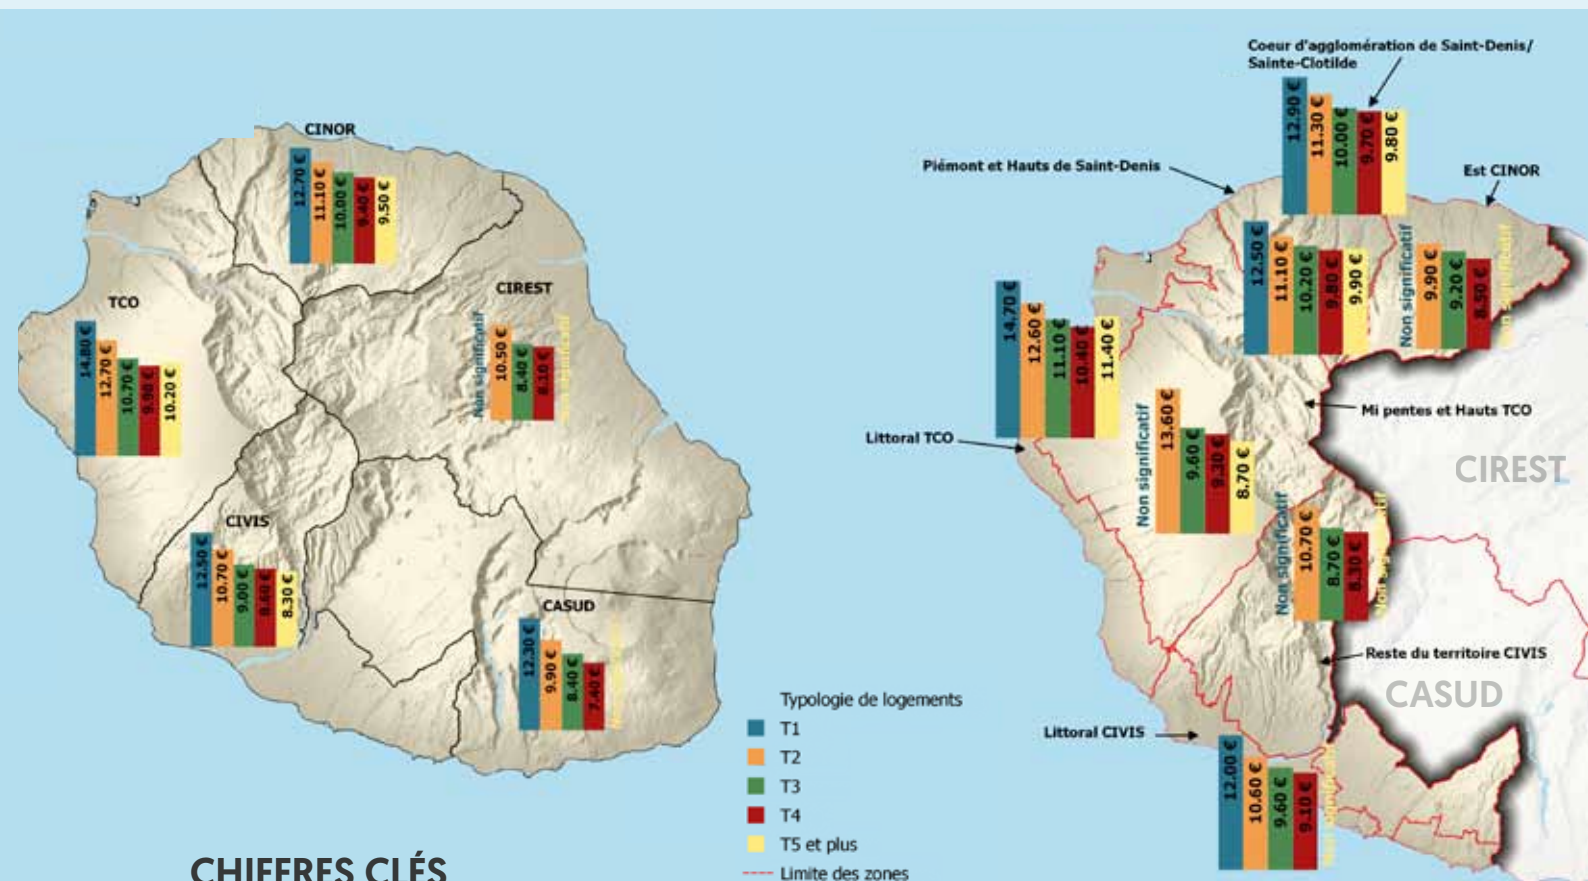 CINOR
12.70 €
11.10 €
10.00 €
9.40 €
9.50 €
TCO
14.80 €
12.70 €
10.70 €
9.90 €
10.20 €
CIREST
Non significatif
10.50 €
8.40 €
8.10 €
Non significatif
CIVIS
12.50 €
10.70 €
9.00 €
8.60 €
8.30 €
CASUD
12.30 €
9.90 €
8.40 €
7.40 €
CHIFFRES CLÉS
Typologie de logements
T1
T2
T3
T4
T5 et plus
Limite des zones
Coeur d'agglomération de Saint-Denis/
Sainte-Clotilde
12.90 €
11.30 €
10.00 €
9.70 €
9.80 €
Piémont et Hauts de Saint-Denis
12.50 €
11.10 €
10.20 €
9.80 €
9.90 €
Est CINOR
Non significatif
9.90 €
9.20 €
8.50 €
Non significatif
14.70 €
12.60 €
11.10 €
10.40 €
11.40 €
Littoral TCO
Mi pentes et Hauts TCO
Non significatif
13.60 €
9.60 €
9.30 €
8.70 €
CIREST
Non significatif
10.70 €
8.70 €
8.30 €
Non significatif
Reste du territoire CIVIS
CASUD
Littoral CIVIS
12.00 €
10.60 €
9.60 €
9.10 €
Non significatif